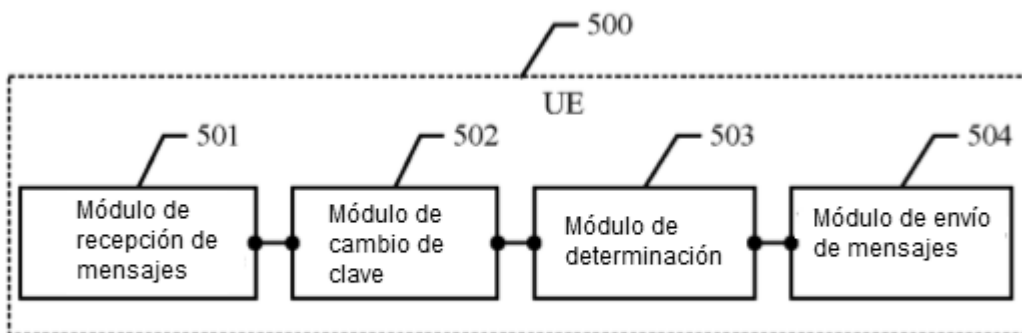 500
UE
501
502
503
504
Módulo de
recepción de
mensajes
Módulo de
cambio de
clave
Módulo de
determinación
Módulo de envío
de mensajes